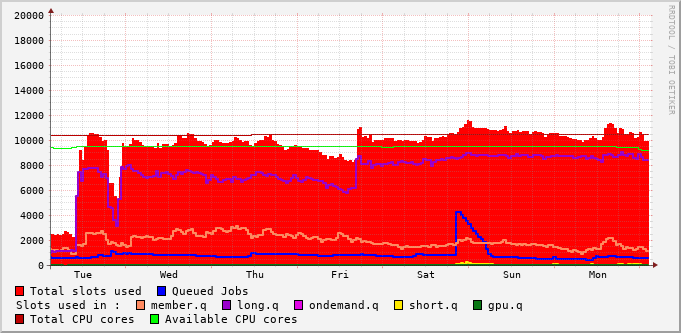 20000
18000
16000
14000
12000
10000
8000
6000
4000
2000
0
Tue Wed Thu Fri Sat Sun Mon
Total slots used Queued Jobs
Slots used in : member.q long.q ondemand.q short.q gpu.q
Total CPU cores Available CPU cores
RRDTOOL / TOBI OETIKER